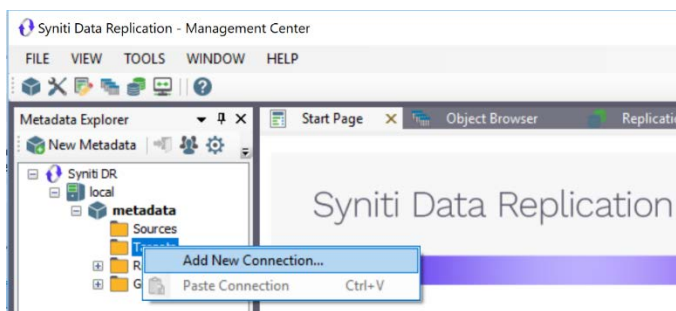 Syniti Data Replication - Management Center
FILE VIEW TOOLS WINDOW HELP
Metadata Explorer
Start Page Object Browser
New Metadata
Syniti DR
local
metadata
Sources
Syniti Data Replication
Add New Connection...
R
Paste Connection Ctrl+V
G